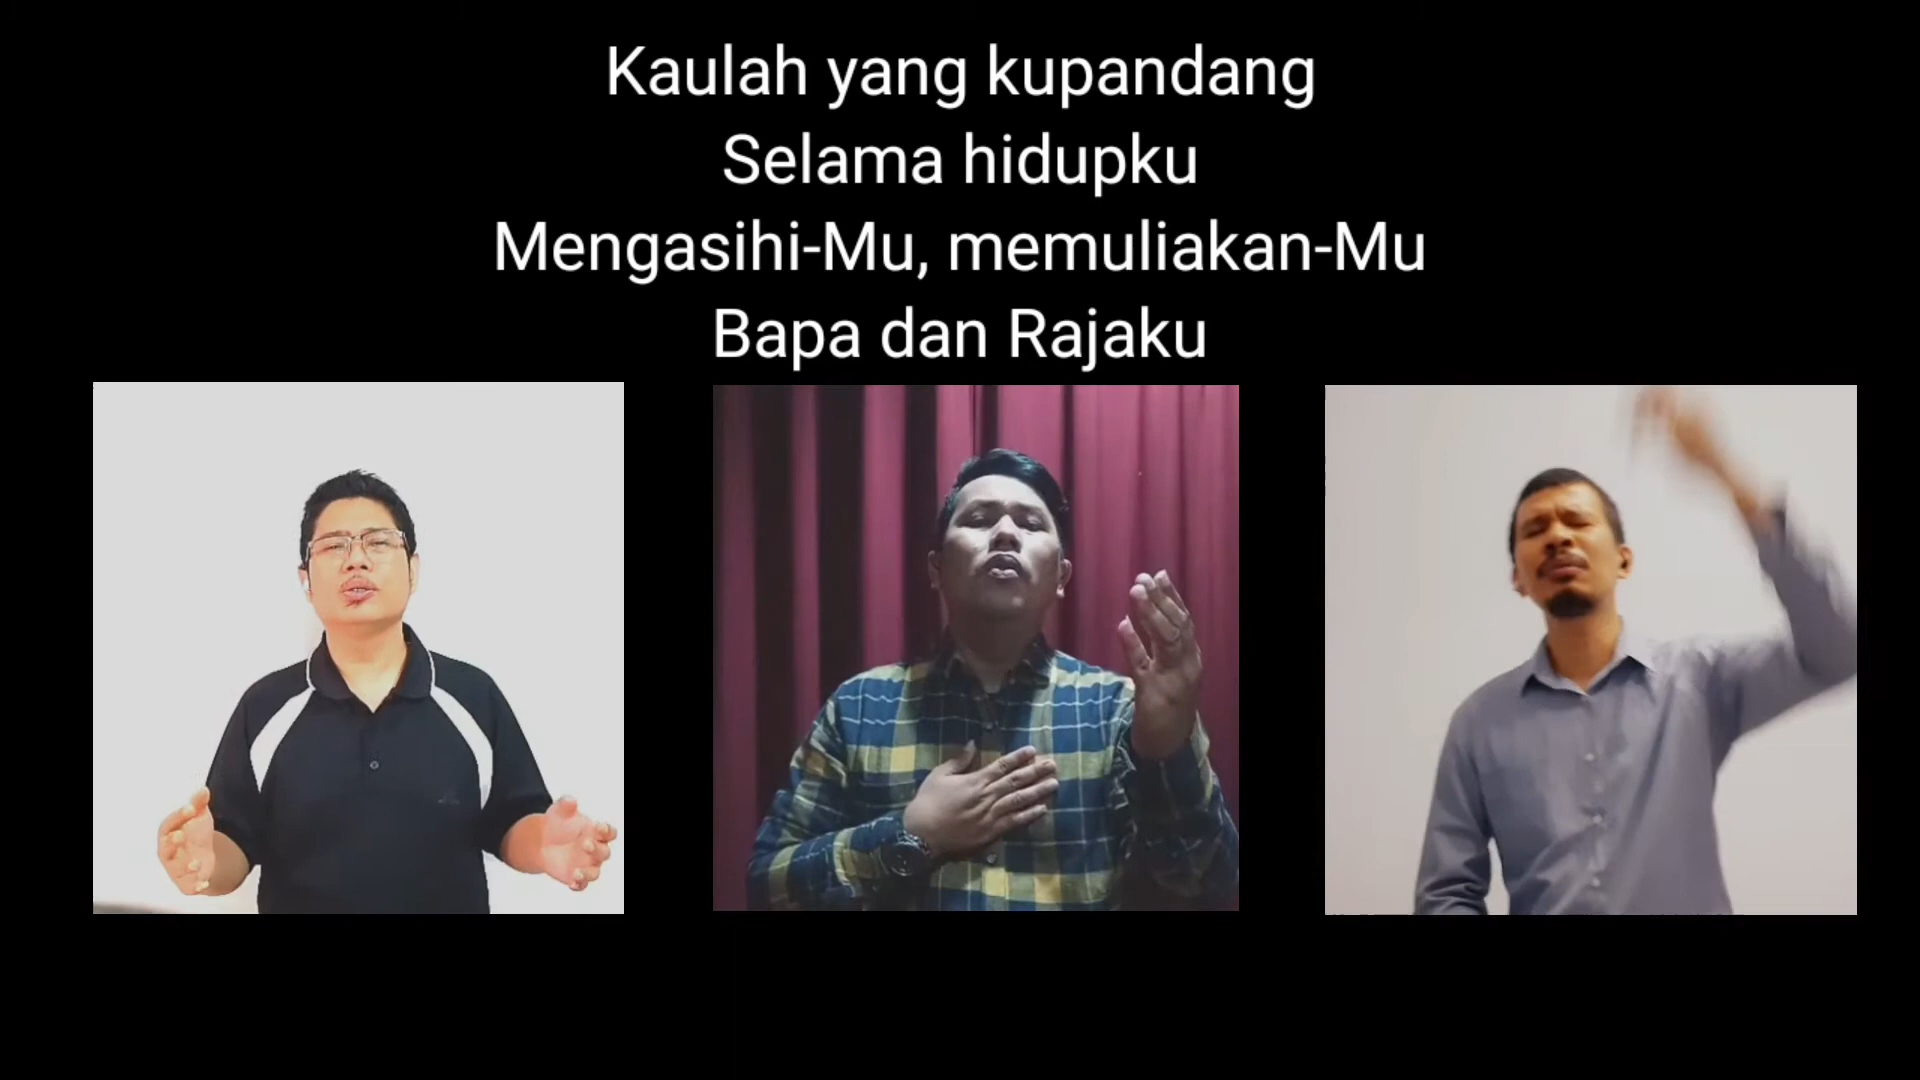 Kaulah yang kupandang
Selama hidupku
Mengasihi-Mu, memuliakan-Mu
Bapa dan Rajaku